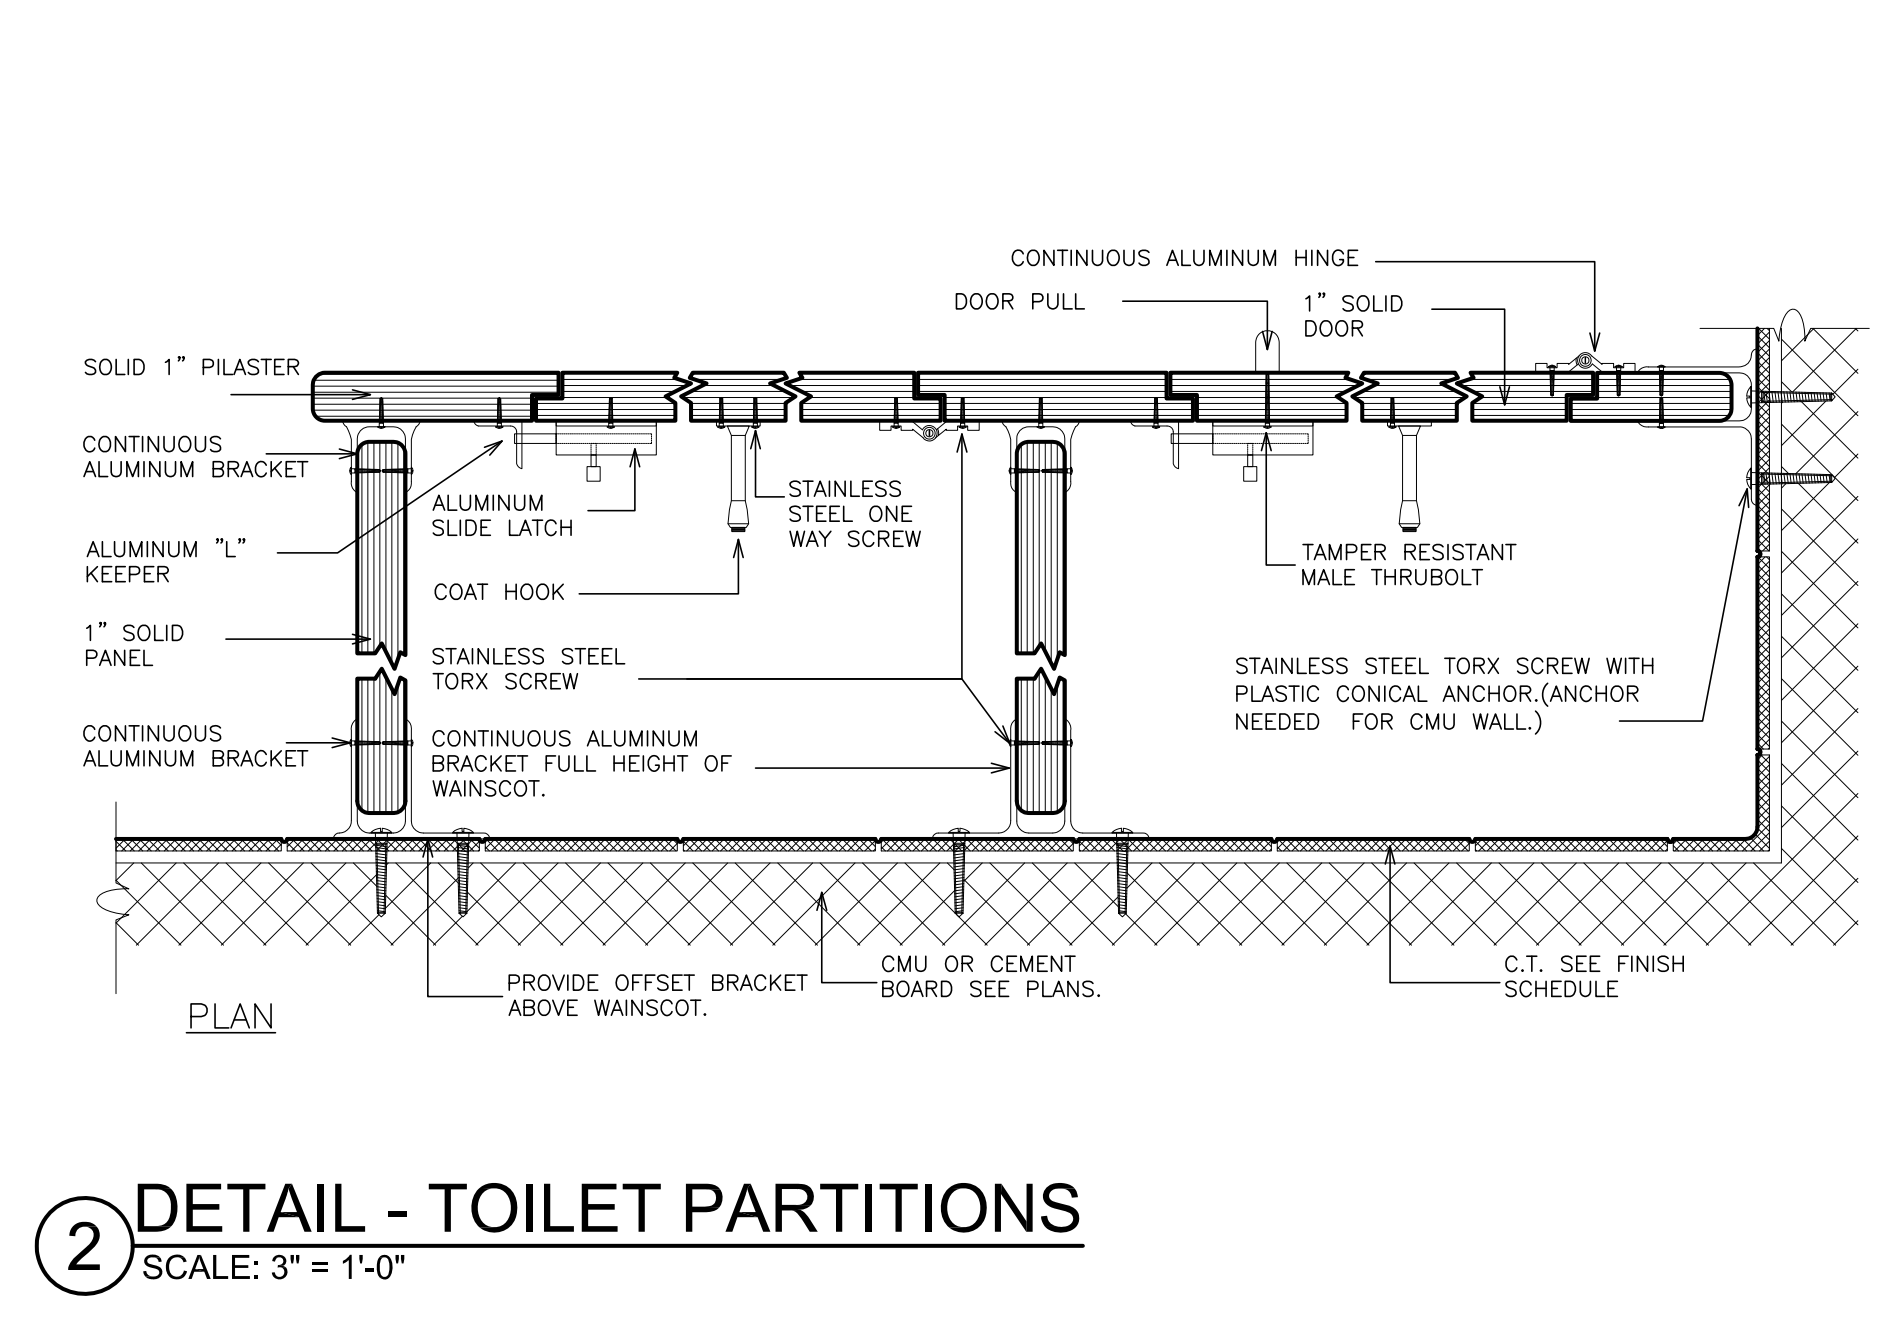 CONTINUOUS ALUMINUM HINGE
DOOR PULL
1" SOLID
DOOR
SOLID 1" PILASTER
CONTINUOUS
ALUMINUM BRACKET
ALUMINUM "L"
KEEPER
1" SOLID
PANEL
CONTINUOUS
ALUMINUM BRACKET
ALUMINUM
SLIDE LATCH
STAINLESS
STEEL ONE
WAY SCREW
COAT HOOK
TAMPER RESISTANT
MALE THRUBOLT
STAINLESS STEEL
TORX SCREW
STAINLESS STEEL TORX SCREW WITH
PLASTIC CONICAL ANCHOR.(ANCHOR
NEEDED FOR CMU WALL.)
CONTINUOUS ALUMINUM
BRACKET FULL HEIGHT OF
WAINSCOT.
PROVIDE OFFSET BRACKET
ABOVE WAINSCOT.
CMU OR CEMENT
BOARD SEE PLANS.
C.T. SEE FINISH
SCHEDULE
PLAN
2
DETAIL - TOILET PARTITIONS
SCALE: 3" = 1'-0"